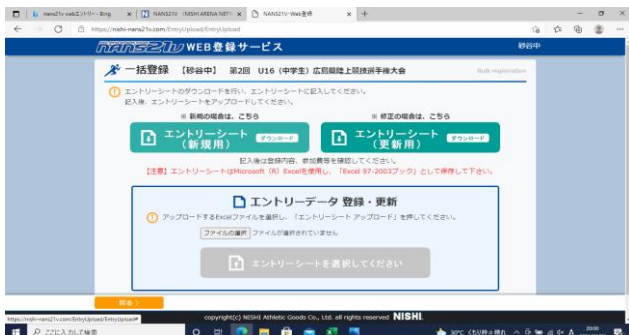 nans21v webエントリー - Bing
NANS21V (NISHI ARENA NET
NANS21V-Web登録
https://nishi-nans21v.com/EntryUpload/EntryUpload
NANS21V WEB登録サービス
砂谷中
一括登録 【砂谷中】 第2回 U16（中学生）広島県陸上競技選手権大会
Bulk registration
エントリーシートのダウンロードを行い、エントリーシートに記入してください。
記入後、エントリーシートをアップロードしてください。
※ 新規の場合は、こちら
※ 修正の場合は、こちら
エントリーシート
（新規用）
ダウンロード
エントリーシート
（更新用）
ダウンロード
記入後は登録内容、参加費等を確認してください。
【注意】エントリーシートはMicrosoft（R）Excelを使用し、「Excel 97-2003ブック」として保存して下さい。
エントリーデータ 登録・更新
アップロードするExcelファイルを選択し、「エントリーシート アップロード」を押してください。
ファイルの選択 ファイルが選択されていません
エントリーシートを選択してください
戻る
https://nishi-nans21v.com/EntryUpload/EntryUpload#
copyright(c) NISHI Athletic Goods Co., Ltd. all rights reserved NISHI.
ここに入力して検索
30°C くもり時々晴れ
A
20:00